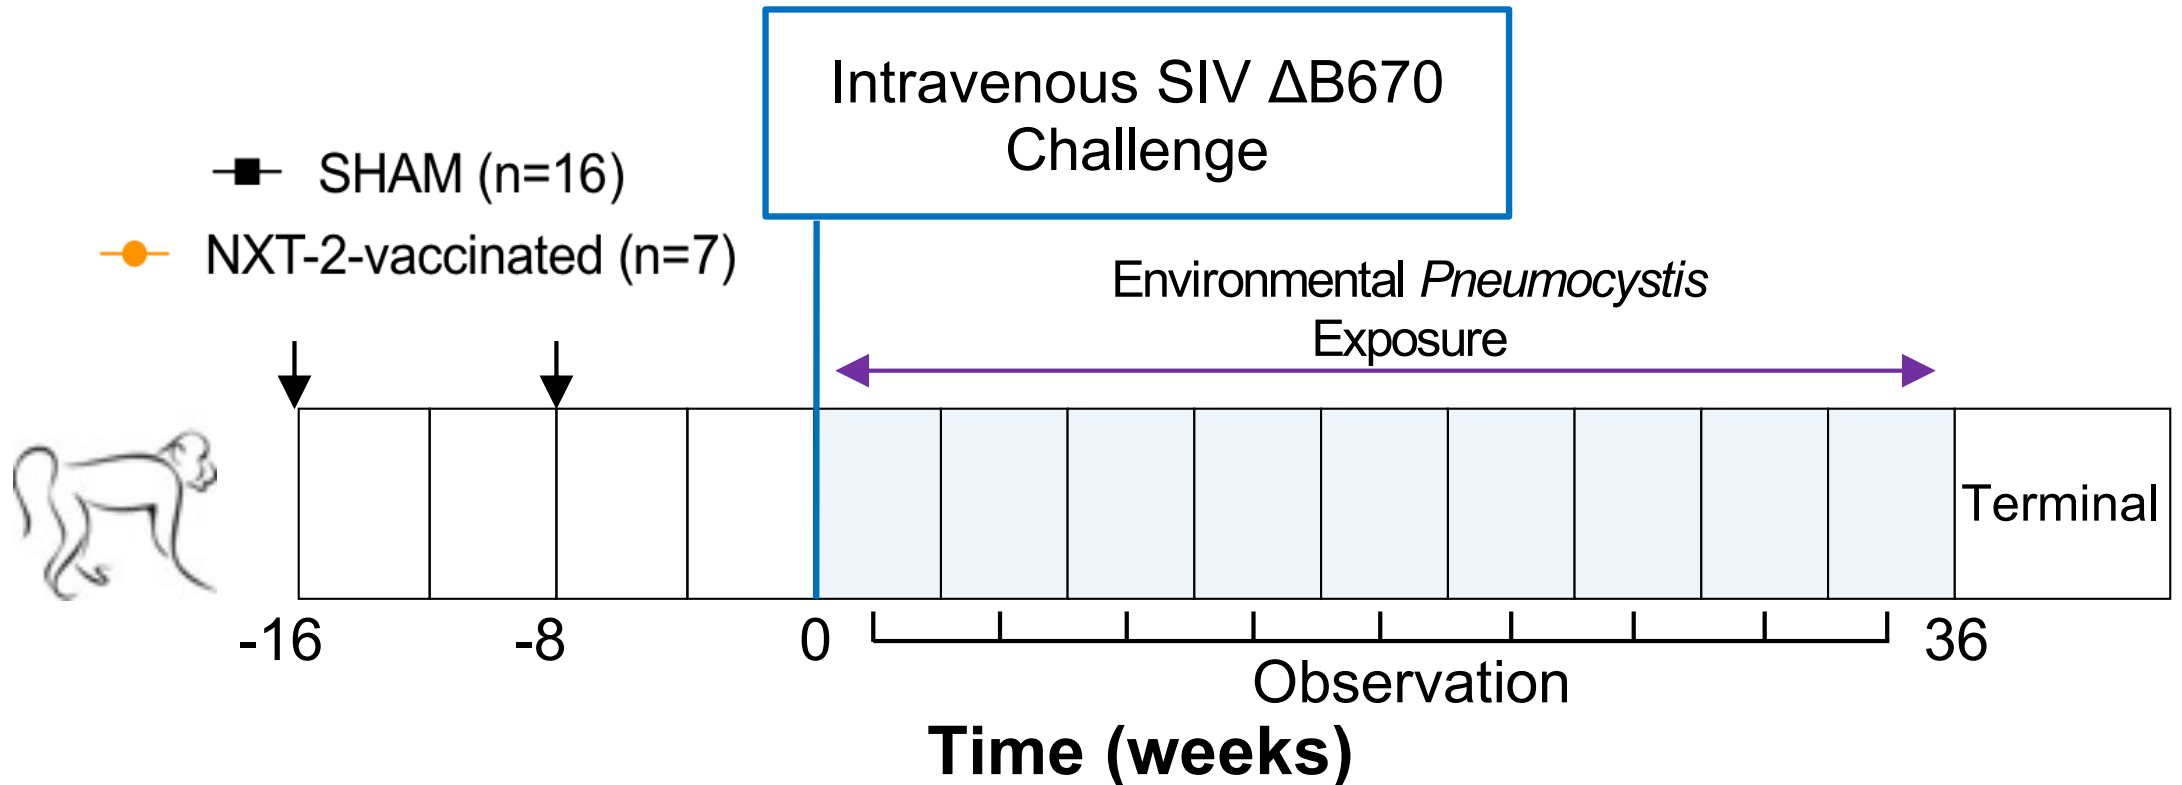 Intravenous SIV ΔB670
Challenge
SHAM (n=16)
NXT-2-vaccinated (n=7)
Environmental Pneumocystis
Exposure
Terminal
-16 -8 0 36
Observation
Time (weeks)